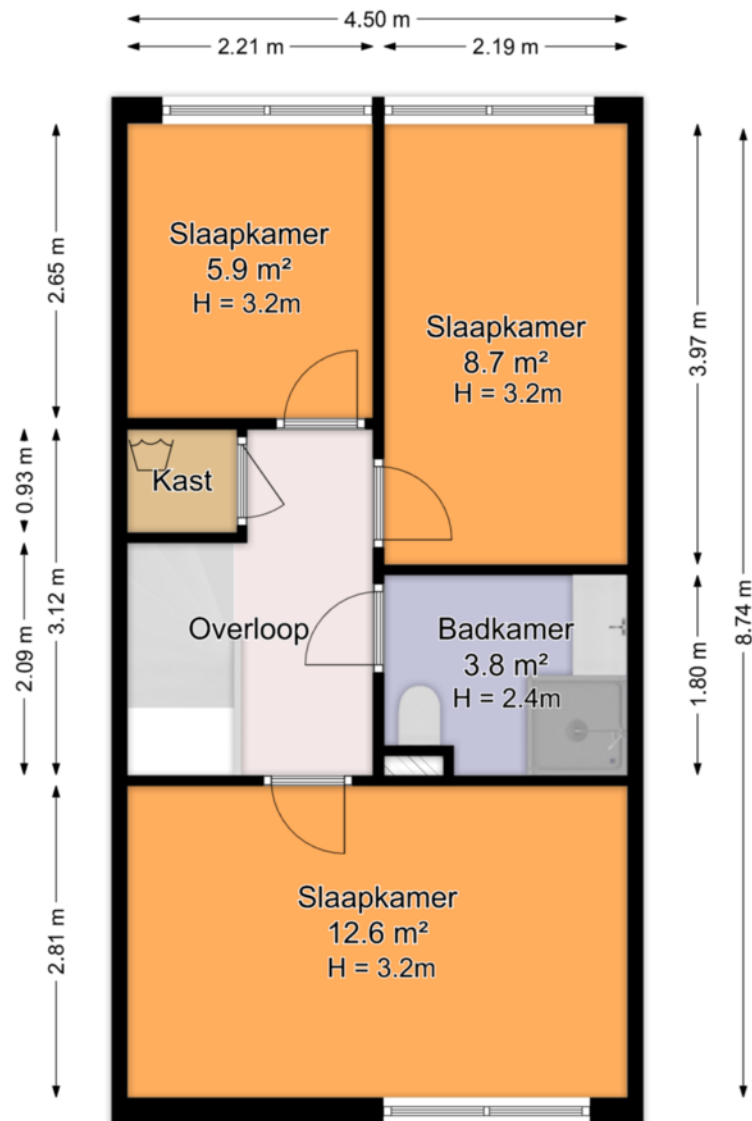 4.50 m
2.21 m
2.19 m
Slaapkamer
5.9 m²
H = 3.2m
2.65 m
Slaapkamer
8.7 m²
H = 3.2m
3.97 m
Kast
0.93 m
3.12 m
2.09 m
Overloop
Badkamer
3.8 m²
H = 2.4m
1.80 m
8.74 m
Slaapkamer
12.6 m²
H = 3.2m
2.81 m